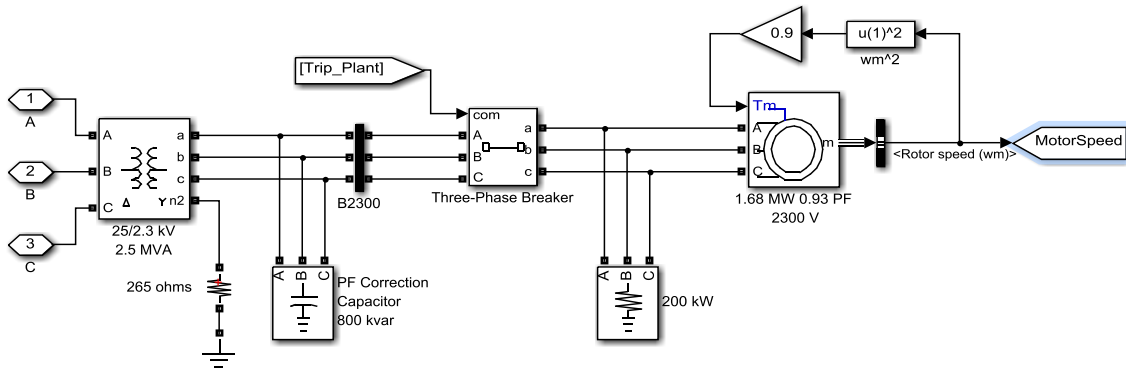 1
A
2
B
3
C
A
B
C
a
b
c
n2
Δ
Y
25/2.3 kV
2.5 MVA
265 ohms
A
B
C
PF Correction
Capacitor
800 kvar
B2300
[Trip_Plant]
com
A
B
C
a
b
c
Three-Phase Breaker
A
B
C
200 kW
0.9
u(1)^2
wm^2
Tm
A
B
C
m
1.68 MW 0.93 PF
2300 V
<Rotor speed (wm)>
MotorSpeed